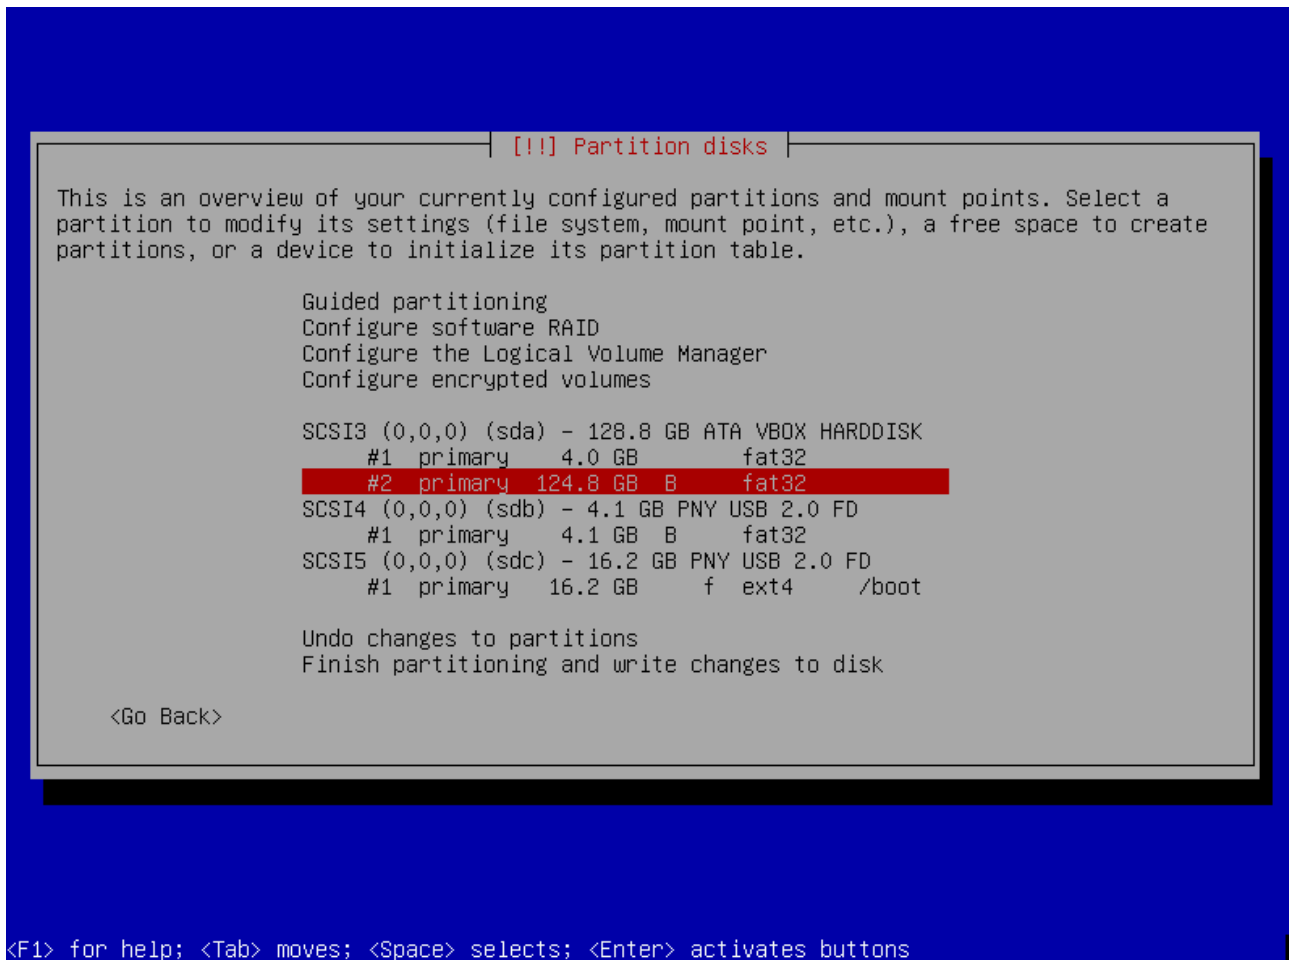 [!!] Partition disks
This is an overview of your currently configured partitions and mount points. Select a
partition to modify its settings (file system, mount point, etc.), a free space to create
partitions, or a device to initialize its partition table.
Guided partitioning
Configure software RAID
Configure the Logical Volume Manager
Configure encrypted volumes
SCSI3 (0,0,0) (sda) - 128.8 GB ATA VBOX HARDDISK
#1 primary 4.0 GB fat32
#2 primary 124.8 GB B fat32
SCSI4 (0,0,0) (sdb) - 4.1 GB PNY USB 2.0 FD
#1 primary 4.1 GB B fat32
SCSI5 (0,0,0) (sdc) - 16.2 GB PNY USB 2.0 FD
#1 primary 16.2 GB f ext4 /boot
Undo changes to partitions
Finish partitioning and write changes to disk
<Go Back>
<F1> for help; <Tab> moves; <Space> selects; <Enter> activates buttons